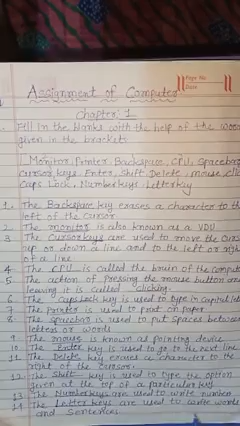 Page No.
Date
Assignment of Computer
Chapter: 1
Fill in the blanks with the help of the words
given in the brackets
Monitor, Printer, Backspace, CPU, Spacebar
Cursor keys, Enter, Shift, Delete, mouse, click
Caps Lock, Number keys, Letter key
1. The Backspace key erases a character to the
left of the cursor
2. The monitor is also known as a VDU
3. The Cursor keys are used to move the Cursor
up or down a line and to the left or right
of a line
4. The CPU is called the brain of the Computer
5. The action of pressing the mouse button and
leaving it is called clicking.
6. The Caps Lock key is used to type in Capital let
7. The printer is used to print on paper
8. The Spacebar is used to put Spaces between
letters or words
9. The mouse is known as pointing device
10. The Enter key is used to go to the next line
11. The Delete key erases a character to the
right of the cursor.
12. The Shift key is used to type the option
given at the top of a particular key
13. The Number keys are used to write number
14. The Letter keys are used to write words
and Sentences.